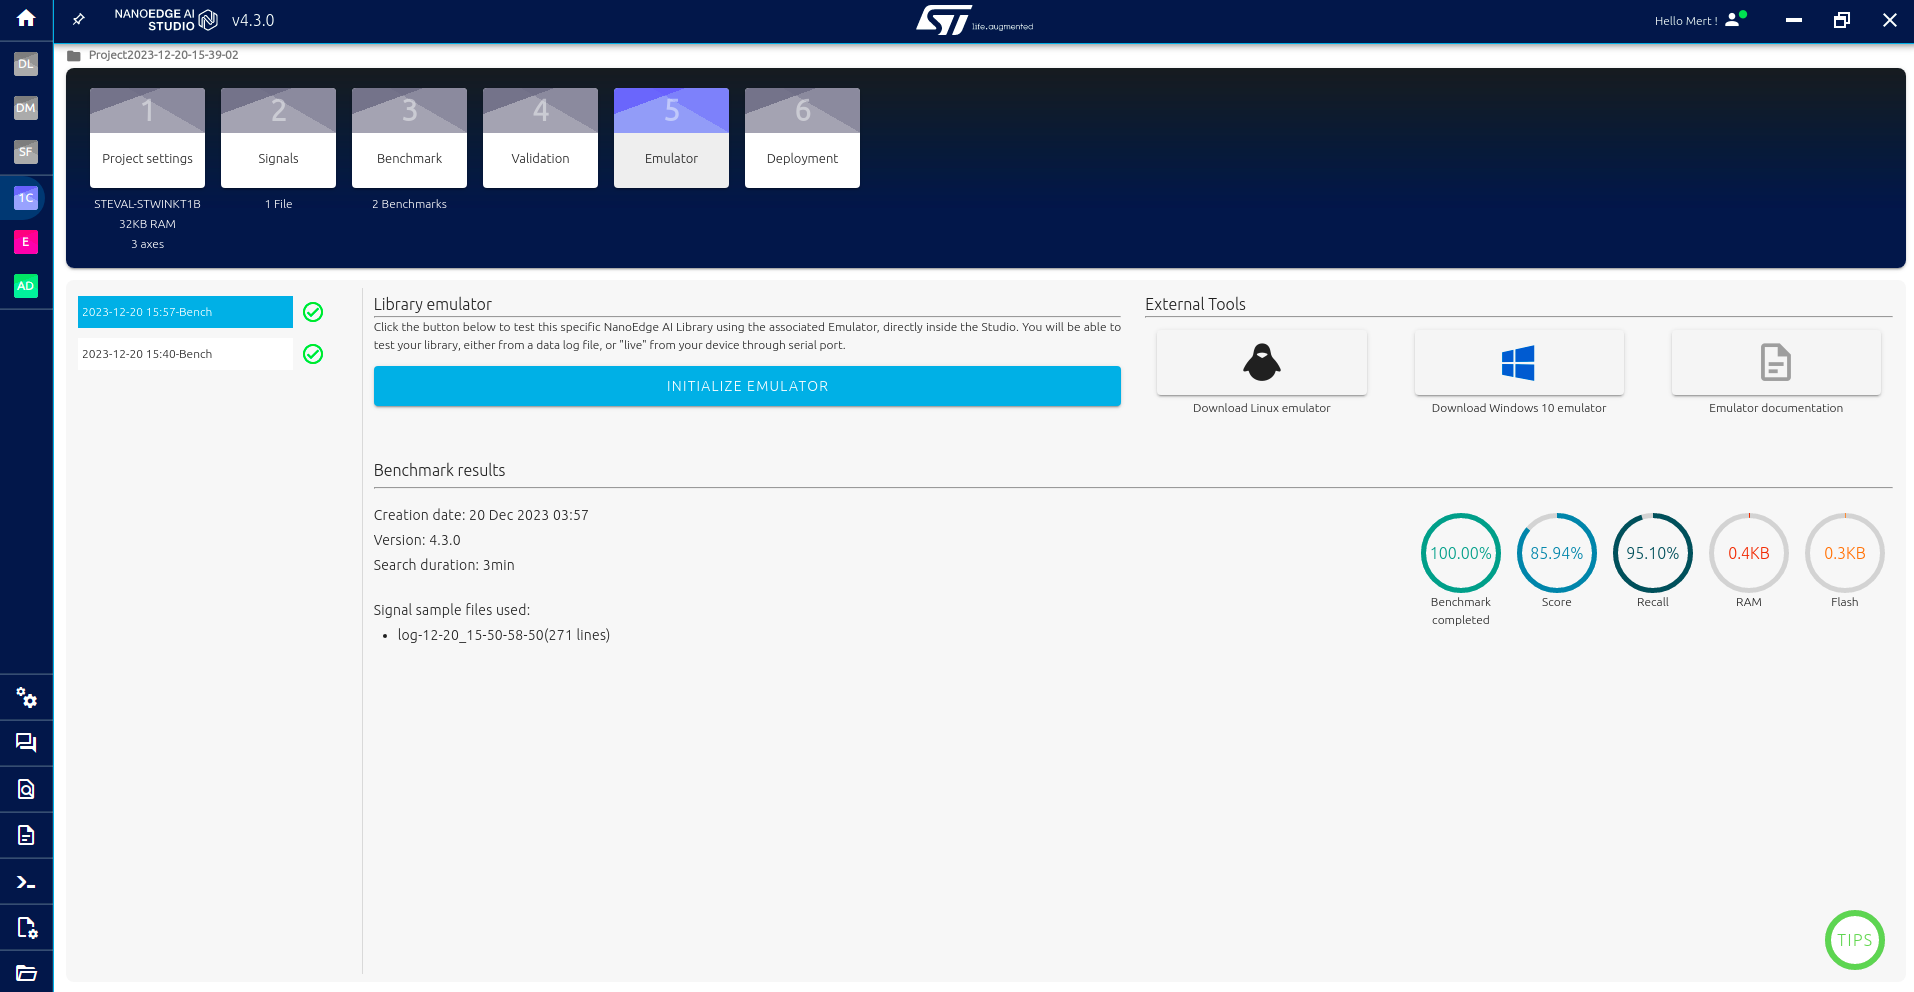 NANOEDGE AI
STUDIO
v4.3.0
ST
life.augmented
Hello Mert !
Project2023-12-20-15-39-02
DL
DM
SF
1C
E
AD
1
2
3
4
5
6
Project settings
Signals
Benchmark
Validation
Emulator
Deployment
STEVAL-STWINKT1B
32KB RAM
3 axes
1 File
2 Benchmarks
2023-12-20 15:57-Bench
2023-12-20 15:40-Bench
Library emulator
Click the button below to test this specific NanoEdge AI Library using the associated Emulator, directly inside the Studio. You will be able to
test your library, either from a data log file, or "live" from your device through serial port.
INITIALIZE EMULATOR
External Tools
Download Linux emulator
Download Windows 10 emulator
Emulator documentation
Benchmark results
Creation date: 20 Dec 2023 03:57
Version: 4.3.0
Search duration: 3min
Signal sample files used:
• log-12-20_15-50-58-50(271 lines)
100.00%
85.94%
95.10%
0.4KB
0.3KB
Benchmark
completed
Score
Recall
RAM
Flash
TIPS